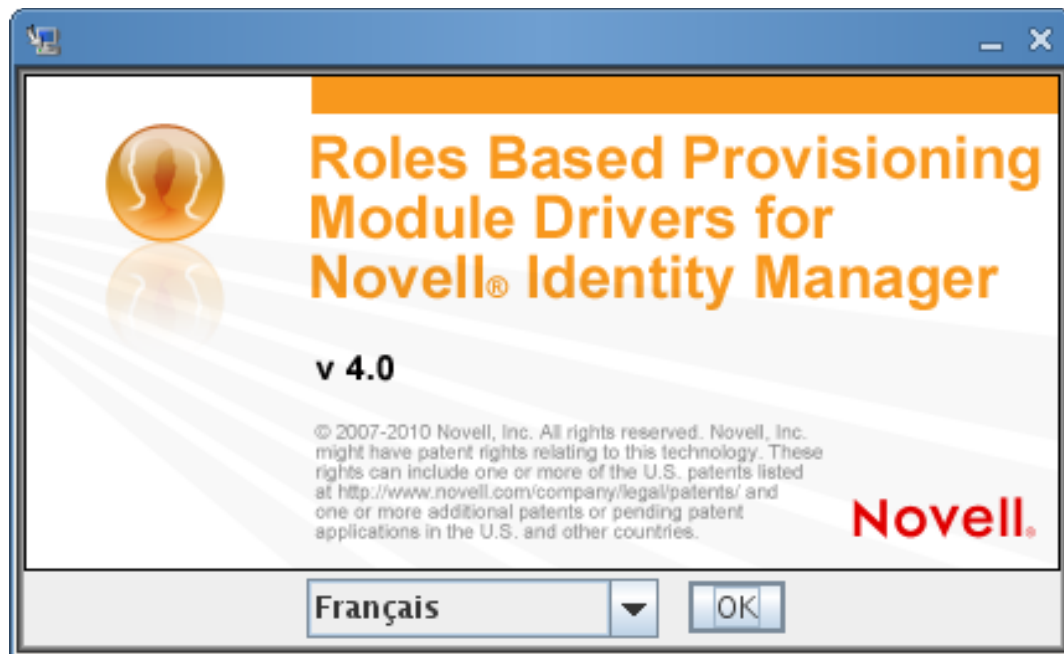 Roles Based Provisioning
Module Drivers for
Novell® Identity Manager
v 4.0
© 2007-2010 Novell, Inc. All rights reserved. Novell, Inc.
might have patent rights relating to this technology. These
rights can include one or more of the U.S. patents listed
at http://www.novell.com/company/legal/patents/ and
one or more additional patents or pending patent
applications in the U.S. and other countries.
Novell®
Français
OK